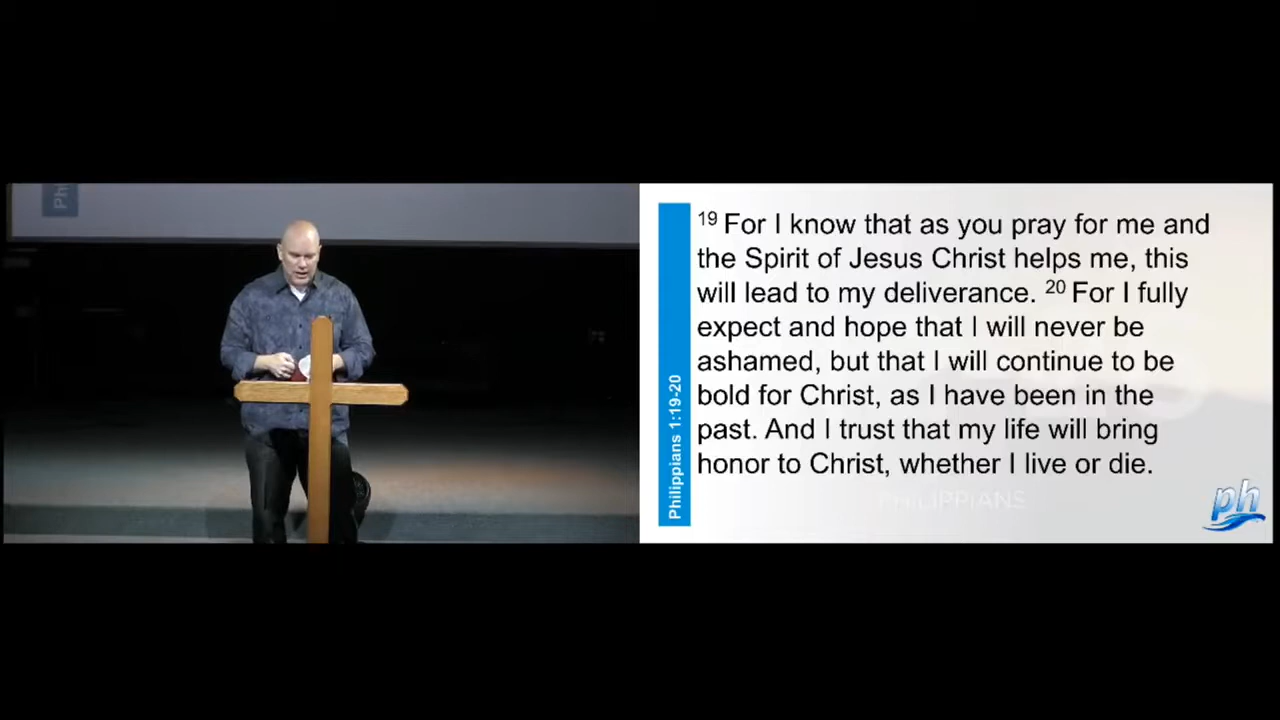 Ph
19 For I know that as you pray for me and
the Spirit of Jesus Christ helps me, this
will lead to my deliverance. 20 For I fully
expect and hope that I will never be
ashamed, but that I will continue to be
bold for Christ, as I have been in the
past. And I trust that my life will bring
honor to Christ, whether I live or die.
Philippians 1:19-20
PHILIPPIANS
ph